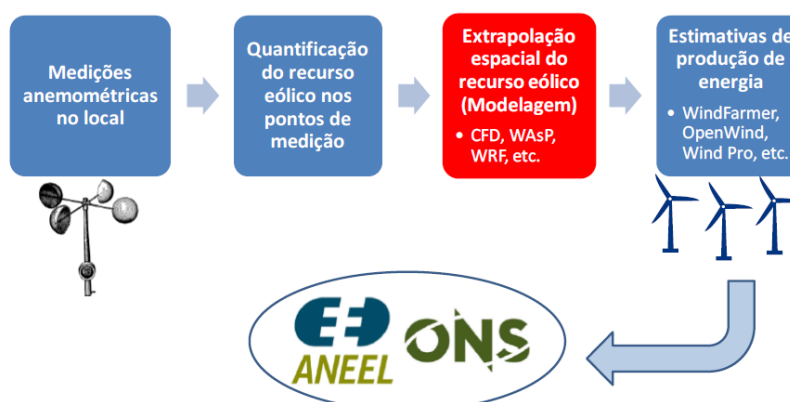 Medições
anemométricas
no local
Quantificação
do recurso
eólico nos
pontos de
medição
Extrapolação
espacial do
recurso eólico
(Modelagem)
• CFD, WAsP,
WRF, etc.
Estimativas de
produção de
energia
• WindFarmer,
OpenWind,
Wind Pro, etc.
ANEEL
ONS